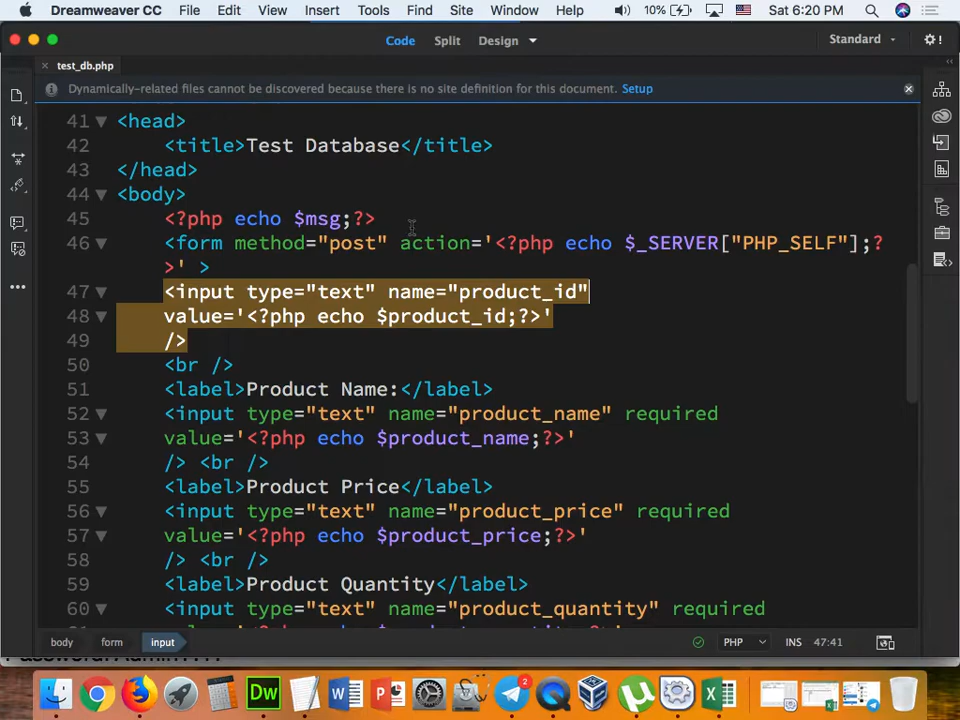 Dreamweaver CC File Edit View Insert Tools Find Site Window Help 10% Sat 6:20 PM
Code Split Design Standard
test_db.php
Dynamically-related files cannot be discovered because there is no site definition for this document. Setup
41 <head>
42 <title>Test Database</title>
43 </head>
44 <body>
45 <?php echo $msg;?>
46 <form method="post" action='<?php echo $_SERVER["PHP_SELF"];?
>' >
47 <input type="text" name="product_id"
48 value='<?php echo $product_id;?>'
49 />
50 <br />
51 <label>Product Name:</label>
52 <input type="text" name="product_name" required
53 value='<?php echo $product_name;?>'
54 /> <br />
55 <label>Product Price</label>
56 <input type="text" name="product_price" required
57 value='<?php echo $product_price;?>'
58 /> <br />
59 <label>Product Quantity</label>
60 <input type="text" name="product_quantity" required
body form input PHP INS 47:41
Dw 2